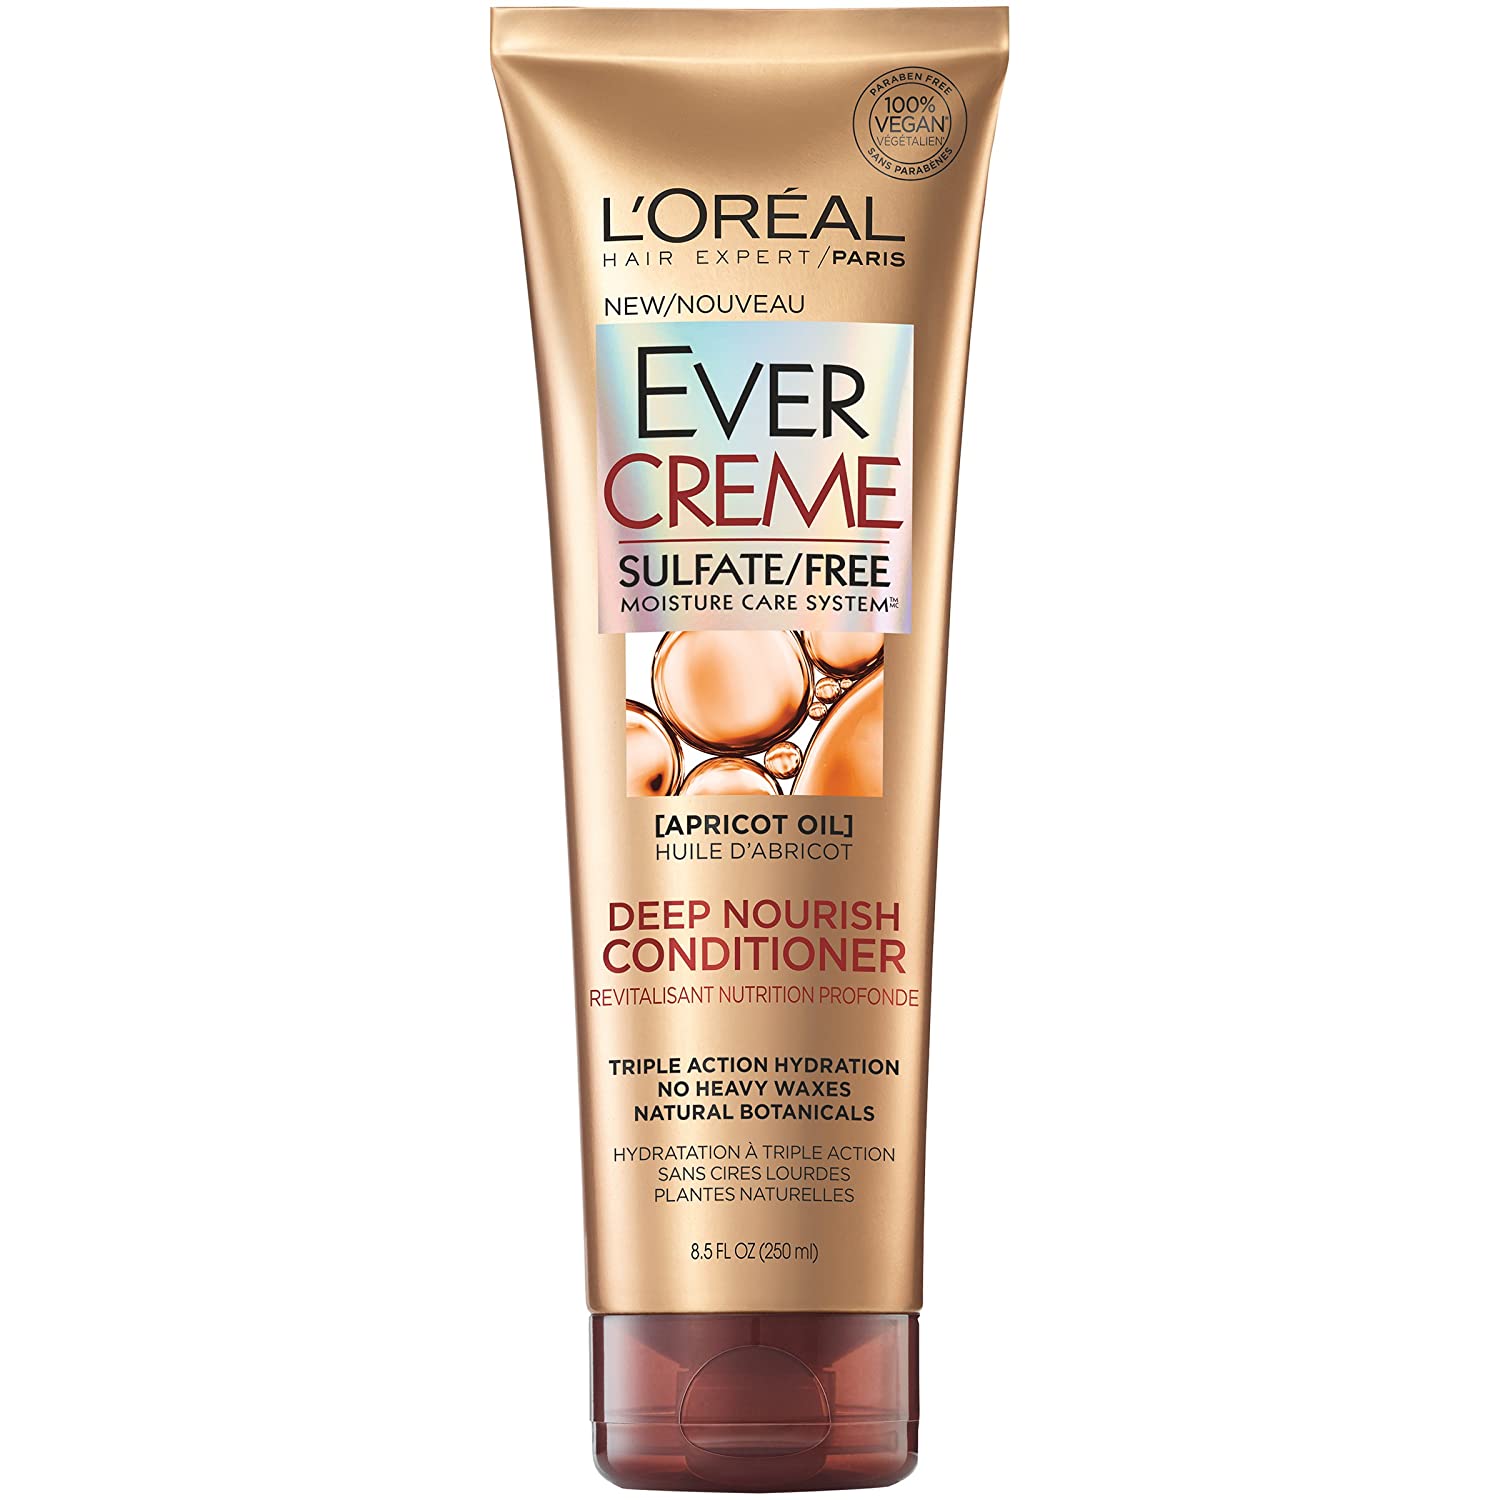 PARABEN FREE
100%
VEGAN*
VÉGÉTALIEN*
SANS PARABÈNES
L'ORÉAL
HAIR EXPERT/PARIS
NEW/NOUVEAU
EVER
CREME
SULFATE/FREE
MOISTURE CARE SYSTEM™ MC
[APRICOT OIL]
HUILE D'ABRICOT
DEEP NOURISH
CONDITIONER
REVITALISANT NUTRITION PROFONDE
TRIPLE ACTION HYDRATION
NO HEAVY WAXES
NATURAL BOTANICALS
HYDRATATION À TRIPLE ACTION
SANS CIRES LOURDES
PLANTES NATURELLES
8.5 FL OZ (250 ml)